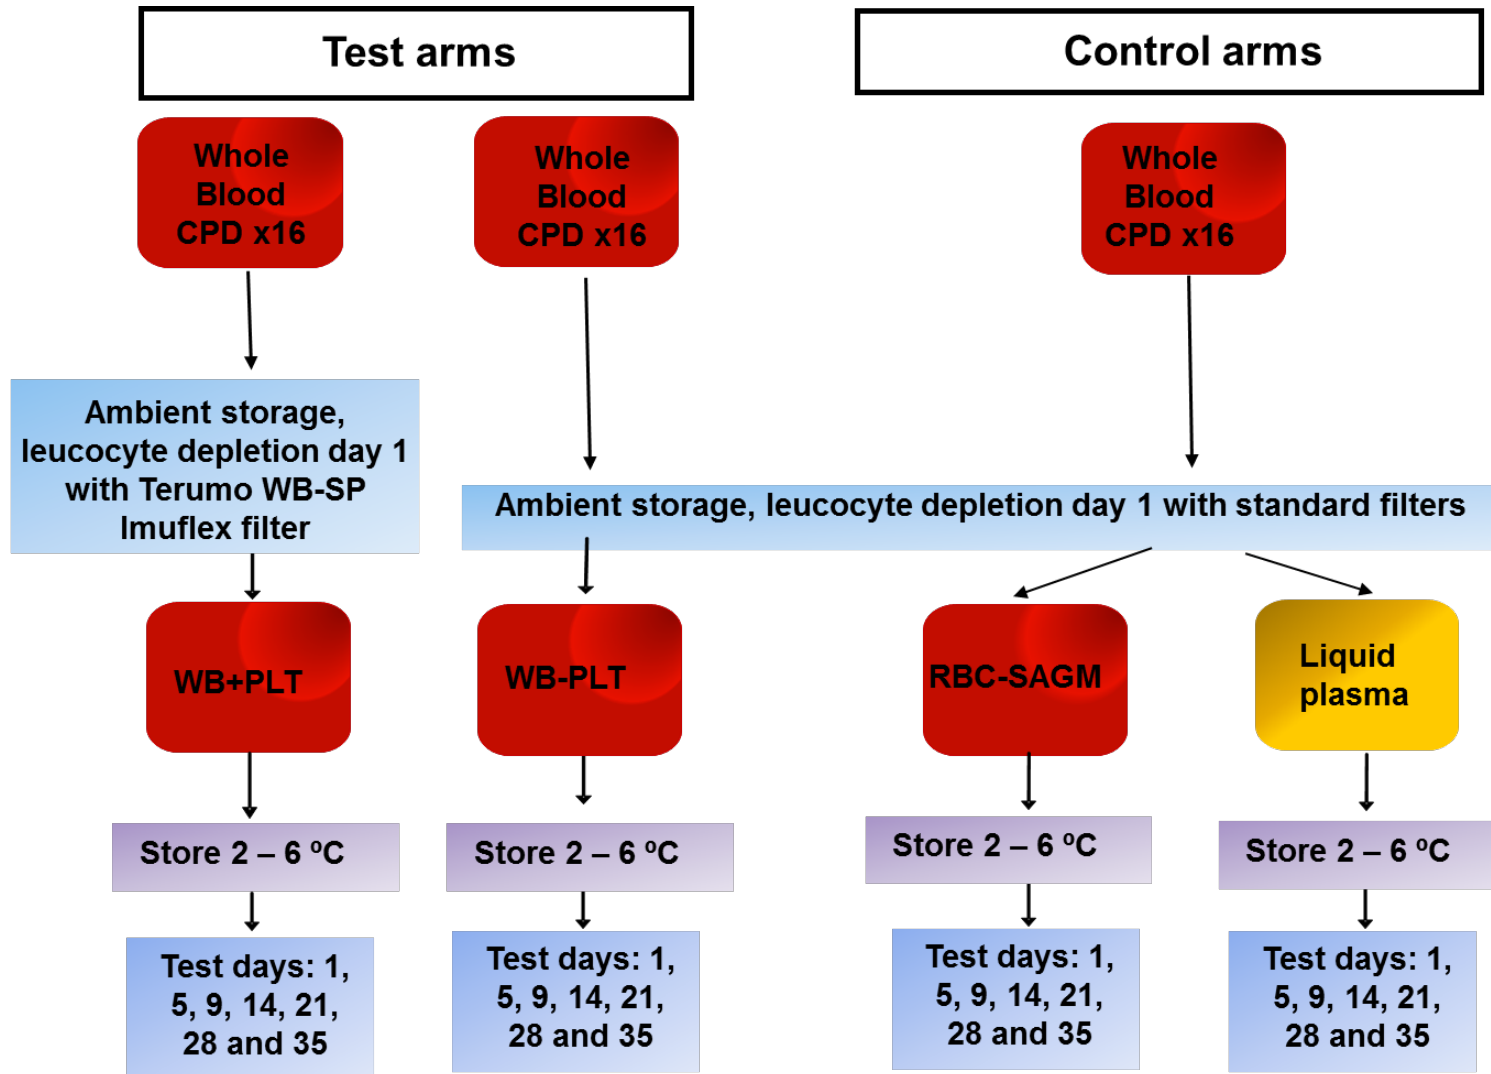 Test arms
Control arms
Whole
Blood
CPD x16
Whole
Blood
CPD x16
Whole
Blood
CPD x16
Ambient storage,
leucocyte depletion day 1
with Terumo WB-SP
Imuflex filter
Ambient storage, leucocyte depletion day 1 with standard filters
WB+PLT
WB-PLT
RBC-SAGM
Liquid
plasma
Store 2 – 6 ºC
Store 2 – 6 ºC
Store 2 – 6 ºC
Store 2 – 6 ºC
Test days: 1,
5, 9, 14, 21,
28 and 35
Test days: 1,
5, 9, 14, 21,
28 and 35
Test days: 1,
5, 9, 14, 21,
28 and 35
Test days: 1,
5, 9, 14, 21,
28 and 35